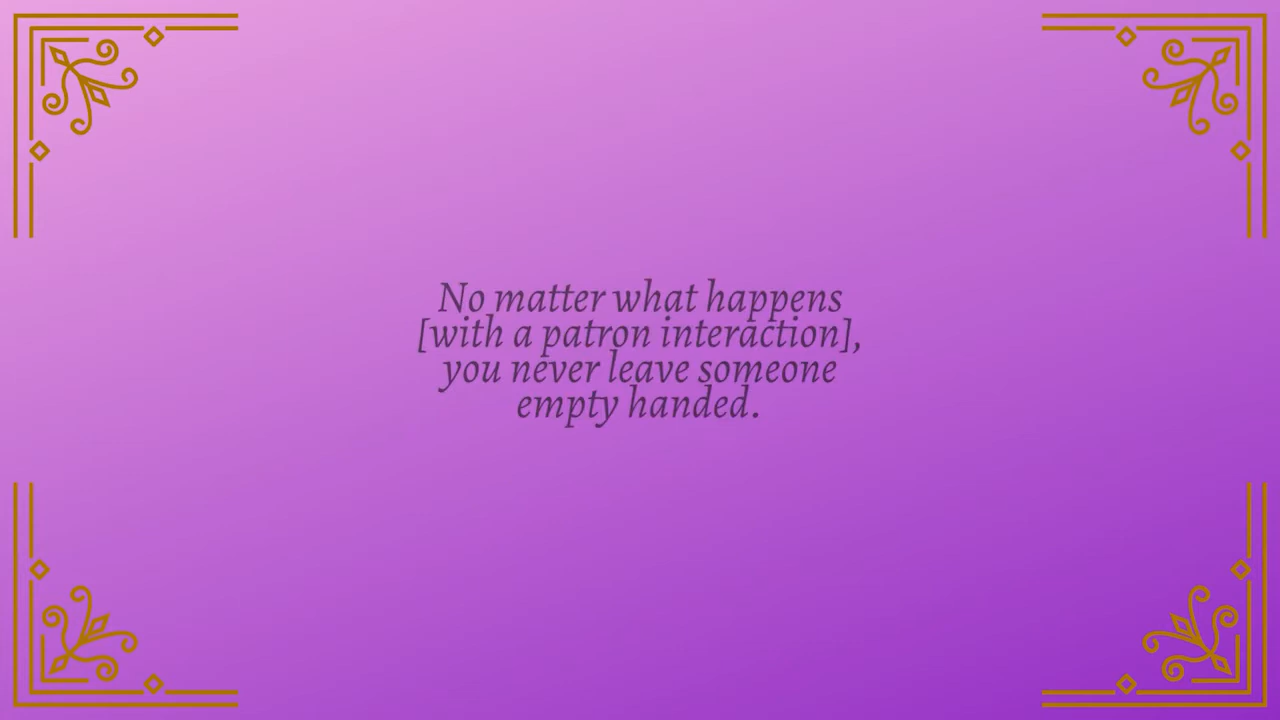 No matter what happens
[with a patron interaction],
you never leave someone
empty handed.